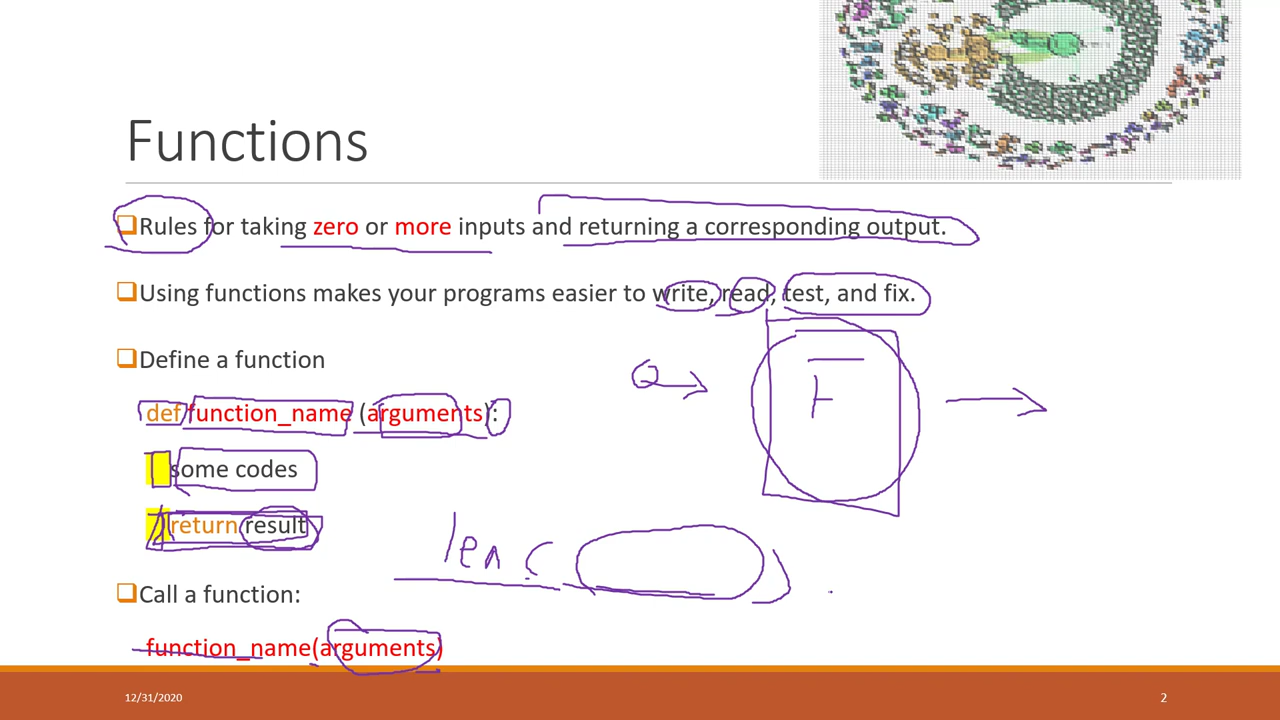 Functions
Rules for taking zero or more inputs and returning a corresponding output.
Using functions makes your programs easier to write, read, test, and fix.
Define a function
F
def function_name (arguments):
some codes
return result
len ( )
Call a function:
function_name(arguments)
12/31/2020
2